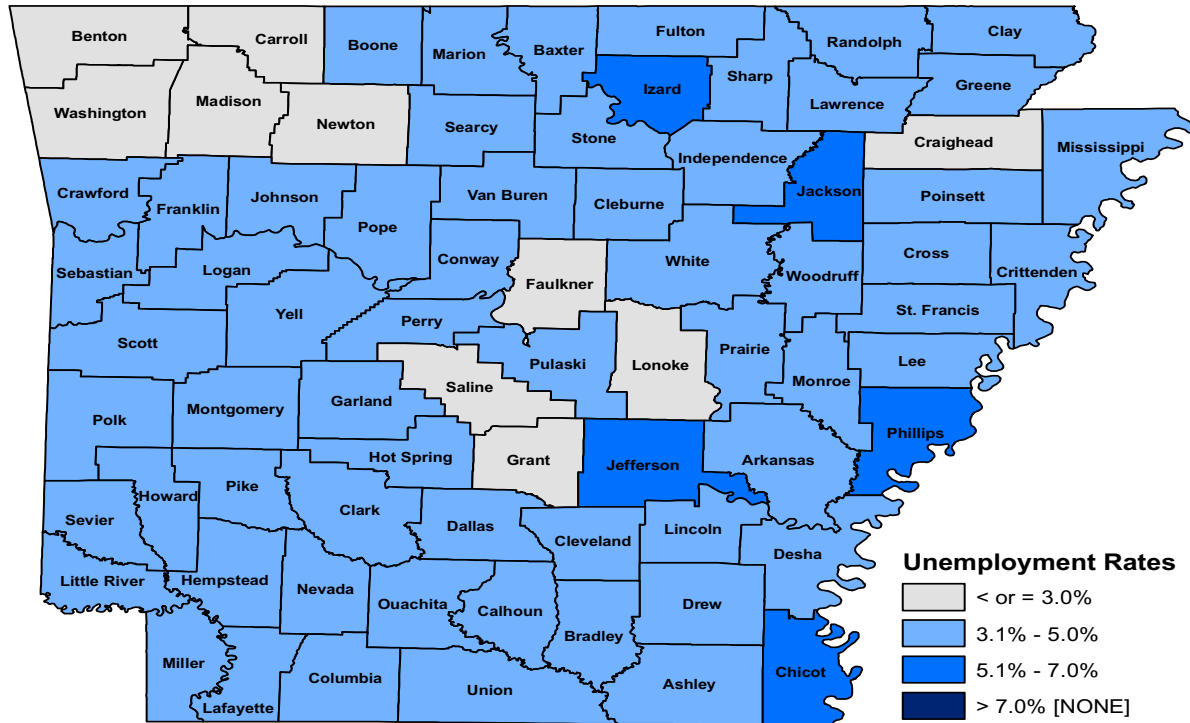 Benton
Carroll
Boone
Marion
Baxter
Fulton
Randolph
Clay
Sharp
Izard
Greene
Lawrence
Washington
Madison
Newton
Searcy
Stone
Independence
Craighead
Mississippi
Jackson
Poinsett
Crawford
Franklin
Johnson
Pope
Van Buren
Cleburne
Conway
White
Woodruff
Cross
Crittenden
Sebastian
Logan
Faulkner
St. Francis
Yell
Perry
Scott
Pulaski
Lonoke
Prairie
Lee
Monroe
Saline
Polk
Montgomery
Garland
Phillips
Hot Spring
Grant
Jefferson
Arkansas
Howard
Pike
Clark
Sevier
Dallas
Cleveland
Lincoln
Desha
Little River
Hempstead
Nevada
Ouachita
Calhoun
Bradley
Drew
Miller
Lafayette
Columbia
Union
Ashley
Chicot
Unemployment Rates
< or = 3.0%
3.1% - 5.0%
5.1% - 7.0%
> 7.0% [NONE]